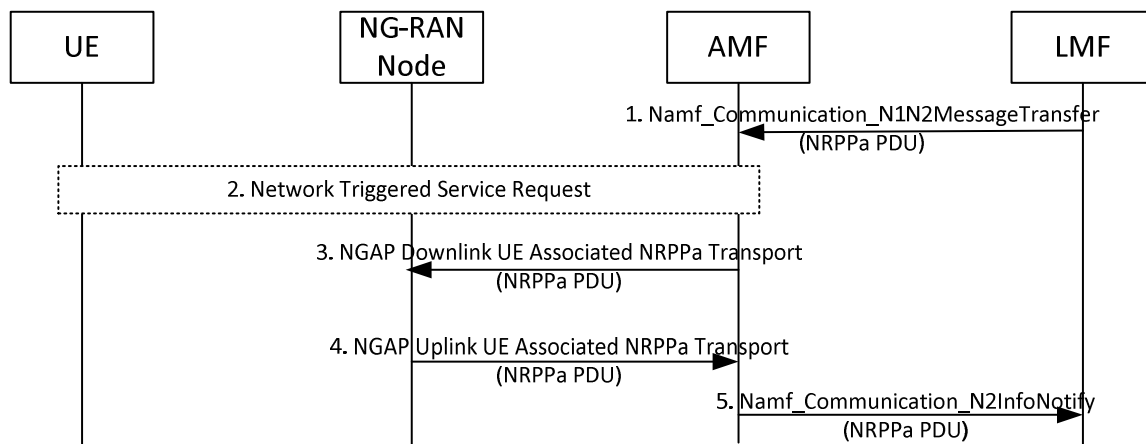 UE
NG-RAN
Node
AMF
LMF
1. Namf_Communication_N1N2MessageTransfer
(NRPPa PDU)
2. Network Triggered Service Request
3. NGAP Downlink UE Associated NRPPa Transport
(NRPPa PDU)
4. NGAP Uplink UE Associated NRPPa Transport
(NRPPa PDU)
5. Namf_Communication_N2InfoNotify
(NRPPa PDU)